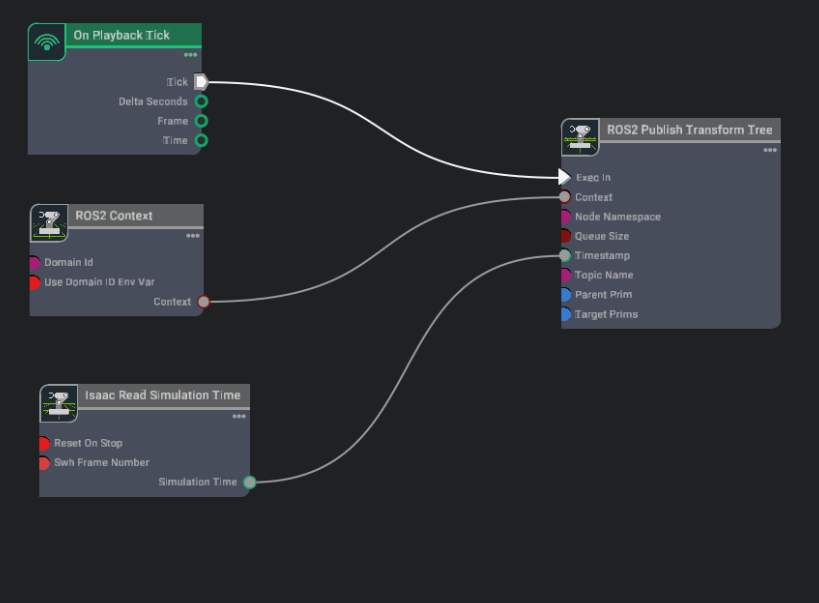 On Playback Tick
Tick
Delta Seconds
Frame
Time
ROS2 Publish Transform Tree
Exec In
Context
Node Namespace
Queue Size
Timestamp
Topic Name
Parent Prim
Target Prims
ROS2 Context
Domain Id
Use Domain ID Env Var
Context
Isaac Read Simulation Time
Reset On Stop
Swh Frame Number
Simulation Time